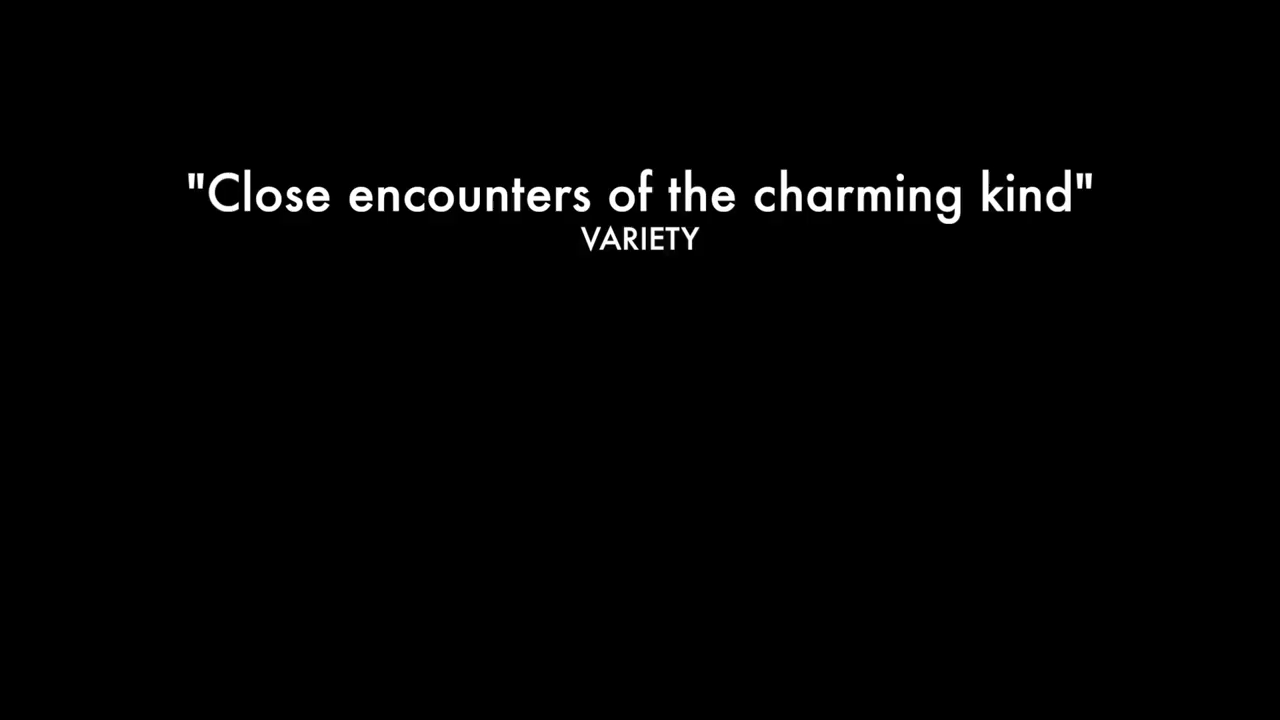 "Close encounters of the charming kind"
VARIETY